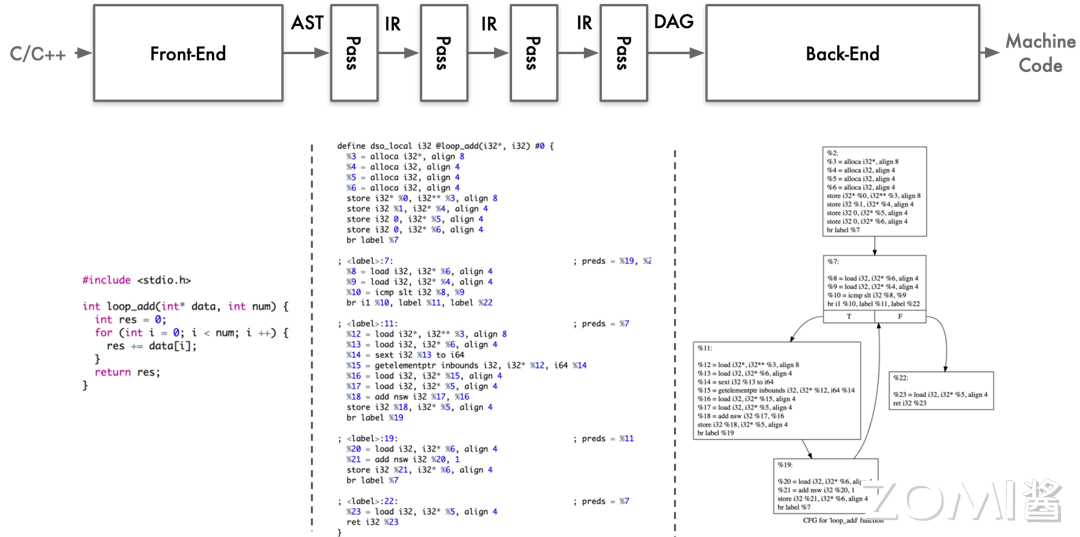 C/C++
Front-End
AST
Pass
IR
Pass
IR
Pass
IR
Pass
DAG
Back-End
Machine
Code
#include <stdio.h>
int loop_add(int* data, int num) {
int res = 0;
for (int i = 0; i < num; i ++) {
res += data[i];
}
return res;
}
define dso_local i32 @loop_add(i32*, i32) #0 {
%3 = alloca i32*, align 8
%4 = alloca i32, align 4
%5 = alloca i32, align 4
%6 = alloca i32, align 4
store i32* %0, i32** %3, align 8
store i32 %1, i32* %4, align 4
store i32 0, i32* %5, align 4
store i32 0, i32* %6, align 4
br label %7
; <label>:7: ; preds = %19, %2
%8 = load i32, i32* %6, align 4
%9 = load i32, i32* %4, align 4
%10 = icmp slt i32 %8, %9
br i1 %10, label %11, label %22
; <label>:11: ; preds = %7
%12 = load i32*, i32** %3, align 8
%13 = load i32, i32* %6, align 4
%14 = sext i32 %13 to i64
%15 = getelementptr inbounds i32, i32* %12, i64 %14
%16 = load i32, i32* %15, align 4
%17 = load i32, i32* %5, align 4
%18 = add nsw i32 %17, %16
store i32 %18, i32* %5, align 4
br label %19
; <label>:19: ; preds = %11
%20 = load i32, i32* %6, align 4
%21 = add nsw i32 %20, 1
store i32 %21, i32* %6, align 4
br label %7
; <label>:22: ; preds = %7
%23 = load i32, i32* %5, align 4
ret i32 %23
}
%2:
%3 = alloca i32*, align 8
%4 = alloca i32, align 4
%5 = alloca i32, align 4
%6 = alloca i32, align 4
store i32* %0, i32** %3, align 8
store i32 %1, i32* %4, align 4
store i32 0, i32* %5, align 4
store i32 0, i32* %6, align 4
br label %7
%7:
%8 = load i32, i32* %6, align 4
%9 = load i32, i32* %4, align 4
%10 = icmp slt i32 %8, %9
br i1 %10, label %11, label %22
T F
%11:
%12 = load i32*, i32** %3, align 8
%13 = load i32, i32* %6, align 4
%14 = sext i32 %13 to i64
%15 = getelementptr inbounds i32, i32* %12, i64 %14
%16 = load i32, i32* %15, align 4
%17 = load i32, i32* %5, align 4
%18 = add nsw i32 %17, %16
store i32 %18, i32* %5, align 4
br label %19
%22:
%23 = load i32, i32* %5, align 4
ret i32 %23
%19:
%20 = load i32, i32* %6, align 4
%21 = add nsw i32 %20, 1
store i32 %21, i32* %6, align 4
br label %7
CFG for 'loop_add' function
ZOMI酱